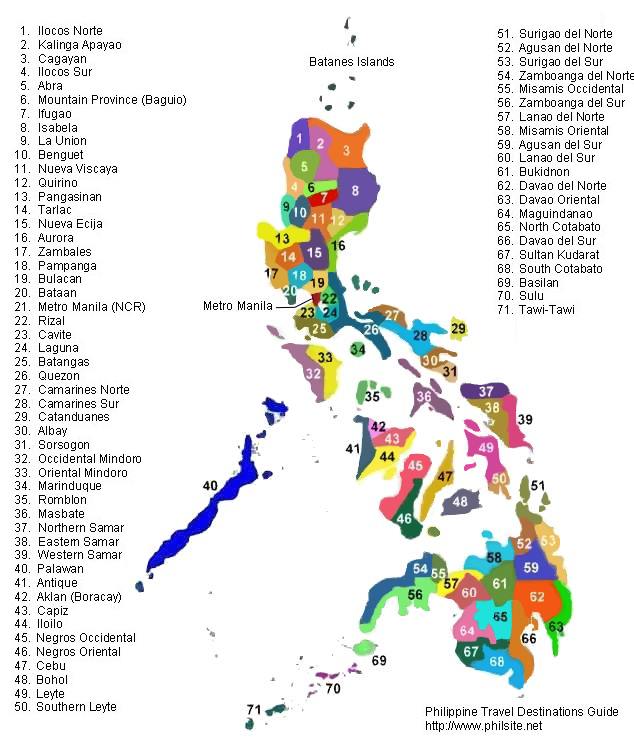 1. Ilocos Norte
2. Kalinga Apayao
3. Cagayan
4. Ilocos Sur
5. Abra
6. Mountain Province (Baguio)
7. Ifugao
8. Isabela
9. La Union
10. Benguet
11. Nueva Viscaya
12. Quirino
13. Pangasinan
14. Tarlac
15. Nueva Ecija
16. Aurora
17. Zambales
18. Pampanga
19. Bulacan
20. Bataan
21. Metro Manila (NCR)
22. Rizal
23. Cavite
24. Laguna
25. Batangas
26. Quezon
27. Camarines Norte
28. Camarines Sur
29. Catanduanes
30. Albay
31. Sorsogon
32. Occidental Mindoro
33. Oriental Mindoro
34. Marinduque
35. Romblon
36. Masbate
37. Northern Samar
38. Eastern Samar
39. Western Samar
40. Palawan
41. Antique
42. Aklan (Boracay)
43. Capiz
44. Iloilo
45. Negros Occidental
46. Negros Oriental
47. Cebu
48. Bohol
49. Leyte
50. Southern Leyte
51. Surigao del Norte
52. Agusan del Norte
53. Surigao del Sur
54. Zamboanga del Norte
55. Misamis Occidental
56. Zamboanga del Sur
57. Lanao del Norte
58. Misamis Oriental
59. Agusan del Sur
60. Lanao del Sur
61. Bukidnon
62. Davao del Norte
63. Davao Oriental
64. Maguindanao
65. North Cotabato
66. Davao del Sur
67. Sultan Kudarat
68. South Cotabato
69. Basilan
70. Sulu
71. Tawi-Tawi
Batanes Islands
1
2
3
5
4
6
7
8
9
10
11
12
13
16
14
15
17
18
19
20
22
Metro Manila
23
24
25
26
27
28
29
30
31
34
33
32
35
36
37
38
39
42
43
41
44
45
47
49
50
40
48
46
51
52
53
58
54
55
57
59
56
60
61
62
65
64
66
63
67
68
69
70
71
Philippine Travel Destinations Guide
http://www.philsite.net